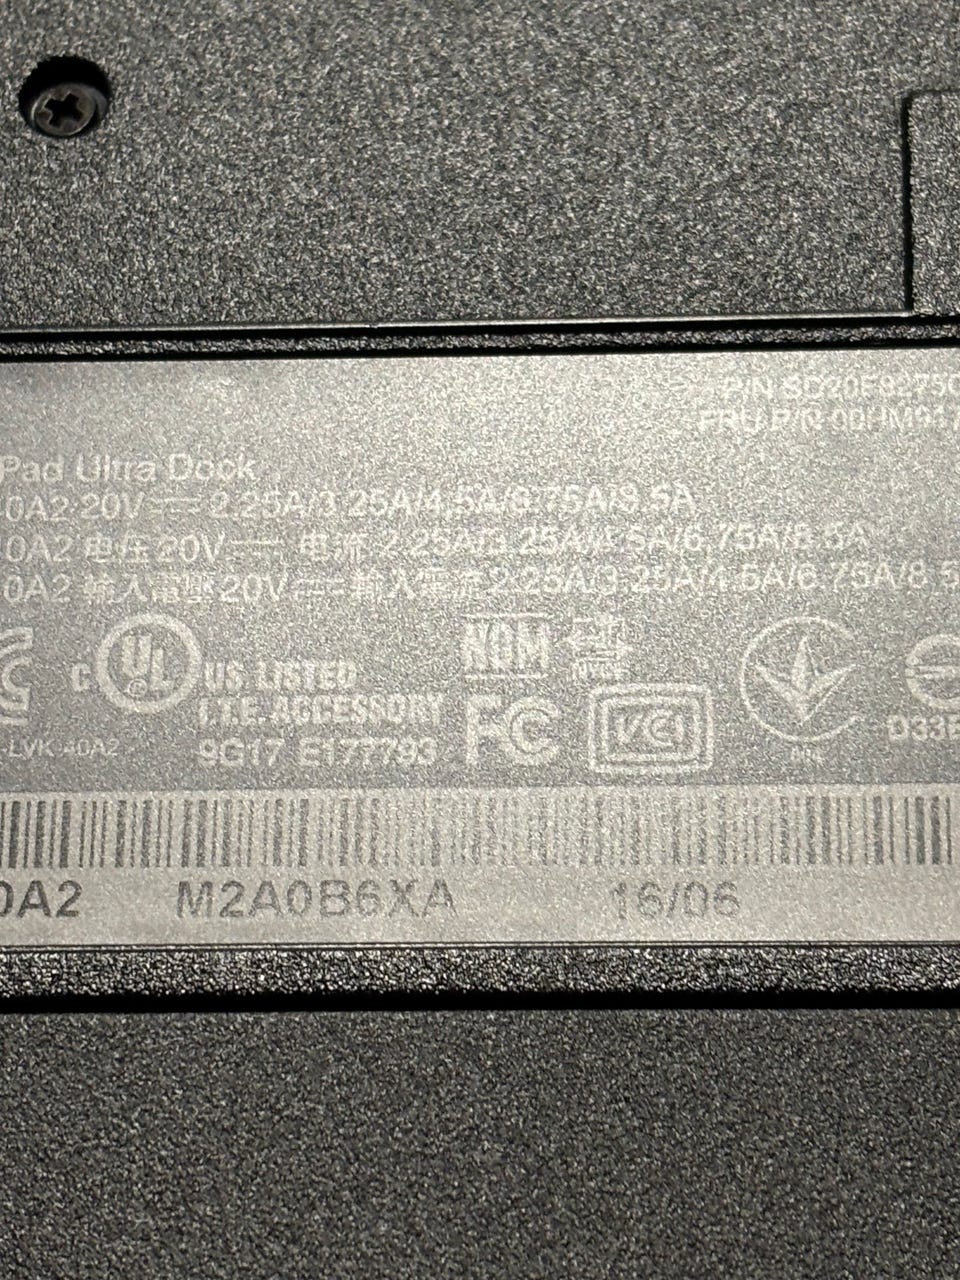 Pad Ultra Dock
0A2 20V 2.25A/3.25A/4.5A/6.75A/8.5A
0A2 电压 20V 电流 2.25A/3.25A/4.5A/6.75A/8.5A
0A2 輸入電壓 20V 輸入電流 2.25A/3.25A/4.5A/6.75A/8.5
C UL US LISTED
I.T.E. ACCESSORY
9G17 E177793
NOM
FC
VCI
D33
-LVK-40A2
0A2 M2A0B6XA 16/06